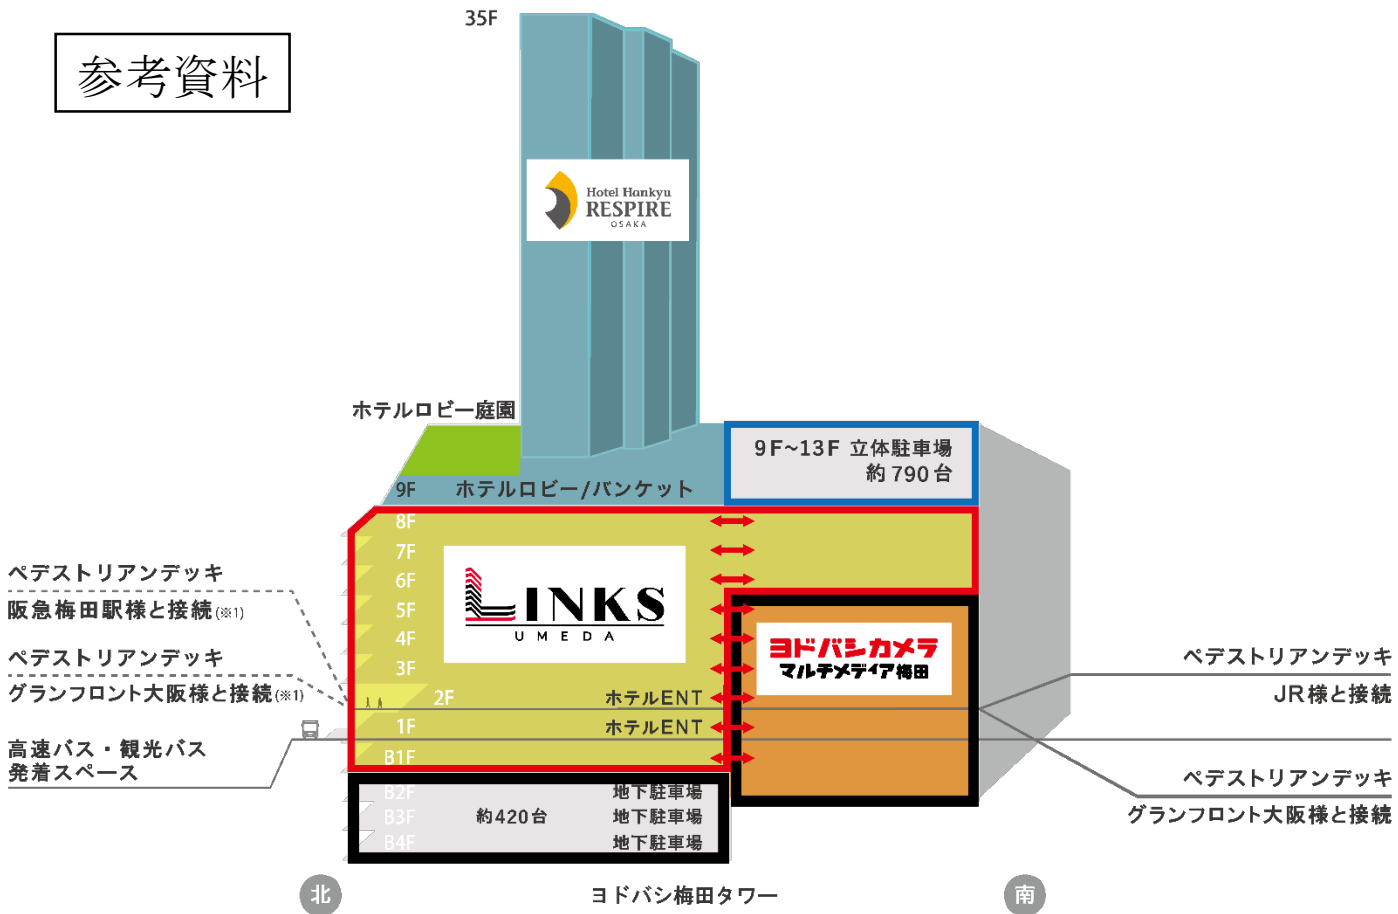 35F
参考資料
Hotel Hankyu
RESPIRE
OSAKA
ホテルロビー庭園
9F~13F 立体駐車場
約790台
9F
ホテルロビー/バンケット
8F
7F
6F
5F
4F
3F
2F
1F
B1F
LINKS
UMEDA
ヨドバシカメラ
マルチメディア梅田
ホテルENT
ホテルENT
ペデストリアンデッキ
阪急梅田駅様と接続(※1)
ペデストリアンデッキ
グランフロント大阪様と接続(※1)
高速バス・観光バス
発着スペース
ペデストリアンデッキ
JR様と接続
ペデストリアンデッキ
グランフロント大阪様と接続
B2F
地下駐車場
B3F
約420台
地下駐車場
B4F
地下駐車場
北
ヨドバシ梅田タワー
南